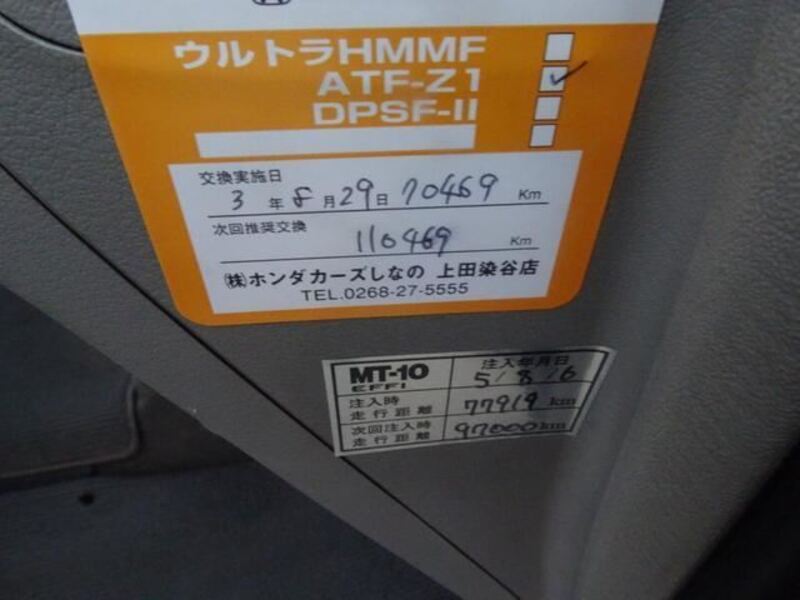 ウルトラHMMF
ATF-Z1 ✓
DPSF-II
交換実施日
3年8月29日 70469 Km
次回推奨交換
110469 Km
㈱ホンダカーズしなの 上田染谷店
TEL.0268-27-5555
MT-10 注入年月日
EFFI 5/8/6
注入時
走行距離 77919 km
次回注入時
走行距離 97000km